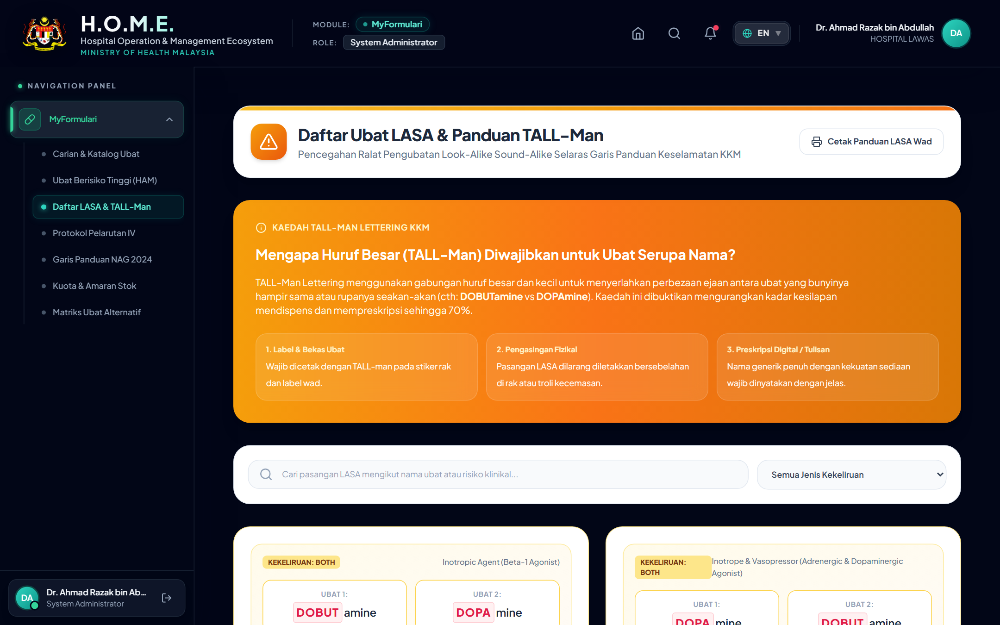 H.O.M.E.
Hospital Operation & Management Ecosystem
MINISTRY OF HEALTH MALAYSIA
MODULE: MyFormulari
ROLE: System Administrator
EN ▼
Dr. Ahmad Razak bin Abdullah
HOSPITAL LAWAS
DA
NAVIGATION PANEL
MyFormulari
Carian & Katalog Ubat
Ubat Berisiko Tinggi (HAM)
Daftar LASA & TALL-Man
Protokol Pelarutan IV
Garis Panduan NAG 2024
Kuota & Amaran Stok
Matriks Ubat Alternatif
DA
Dr. Ahmad Razak bin Ab...
System Administrator
Daftar Ubat LASA & Panduan TALL-Man
Pencegahan Ralat Pengubatan Look-Alike Sound-Alike Selaras Garis Panduan Keselamatan KKM
Cetak Panduan LASA Wad
KAEDAH TALL-MAN LETTERING KKM
Mengapa Huruf Besar (TALL-Man) Diwajibkan untuk Ubat Serupa Nama?
TALL-Man Lettering menggunakan gabungan huruf besar dan kecil untuk menyerlahkan perbezaan ejaan antara ubat yang bunyinya
hampir sama atau rupanya seakan-akan (cth: DOBUTamine vs DOPAmine). Kaedah ini dibuktikan mengurangkan kadar kesilapan
mendispens dan mempreskripsi sehingga 70%.
1. Label & Bekas Ubat
Wajib dicetak dengan TALL-man pada stiker rak
dan label wad.
2. Pengasingan Fizikal
Pasangan LASA dilarang diletakkan bersebelahan
di rak atau troli kecemasan.
3. Preskripsi Digital / Tulisan
Nama generik penuh dengan kekuatan sediaan
wajib dinyatakan dengan jelas.
Cari pasangan LASA mengikut nama ubat atau risiko klinikal...
Semua Jenis Kekeliruan
KEKELIRUAN: BOTH
Inotropic Agent (Beta-1 Agonist)
UBAT 1:
DOBUT amine
UBAT 2:
DOPA mine
KEKELIRUAN:
BOTH
Inotrope & Vasopressor (Adrenergic & Dopaminergic
Agonist)
UBAT 1:
DOPA mine
UBAT 2:
DOBUT amine